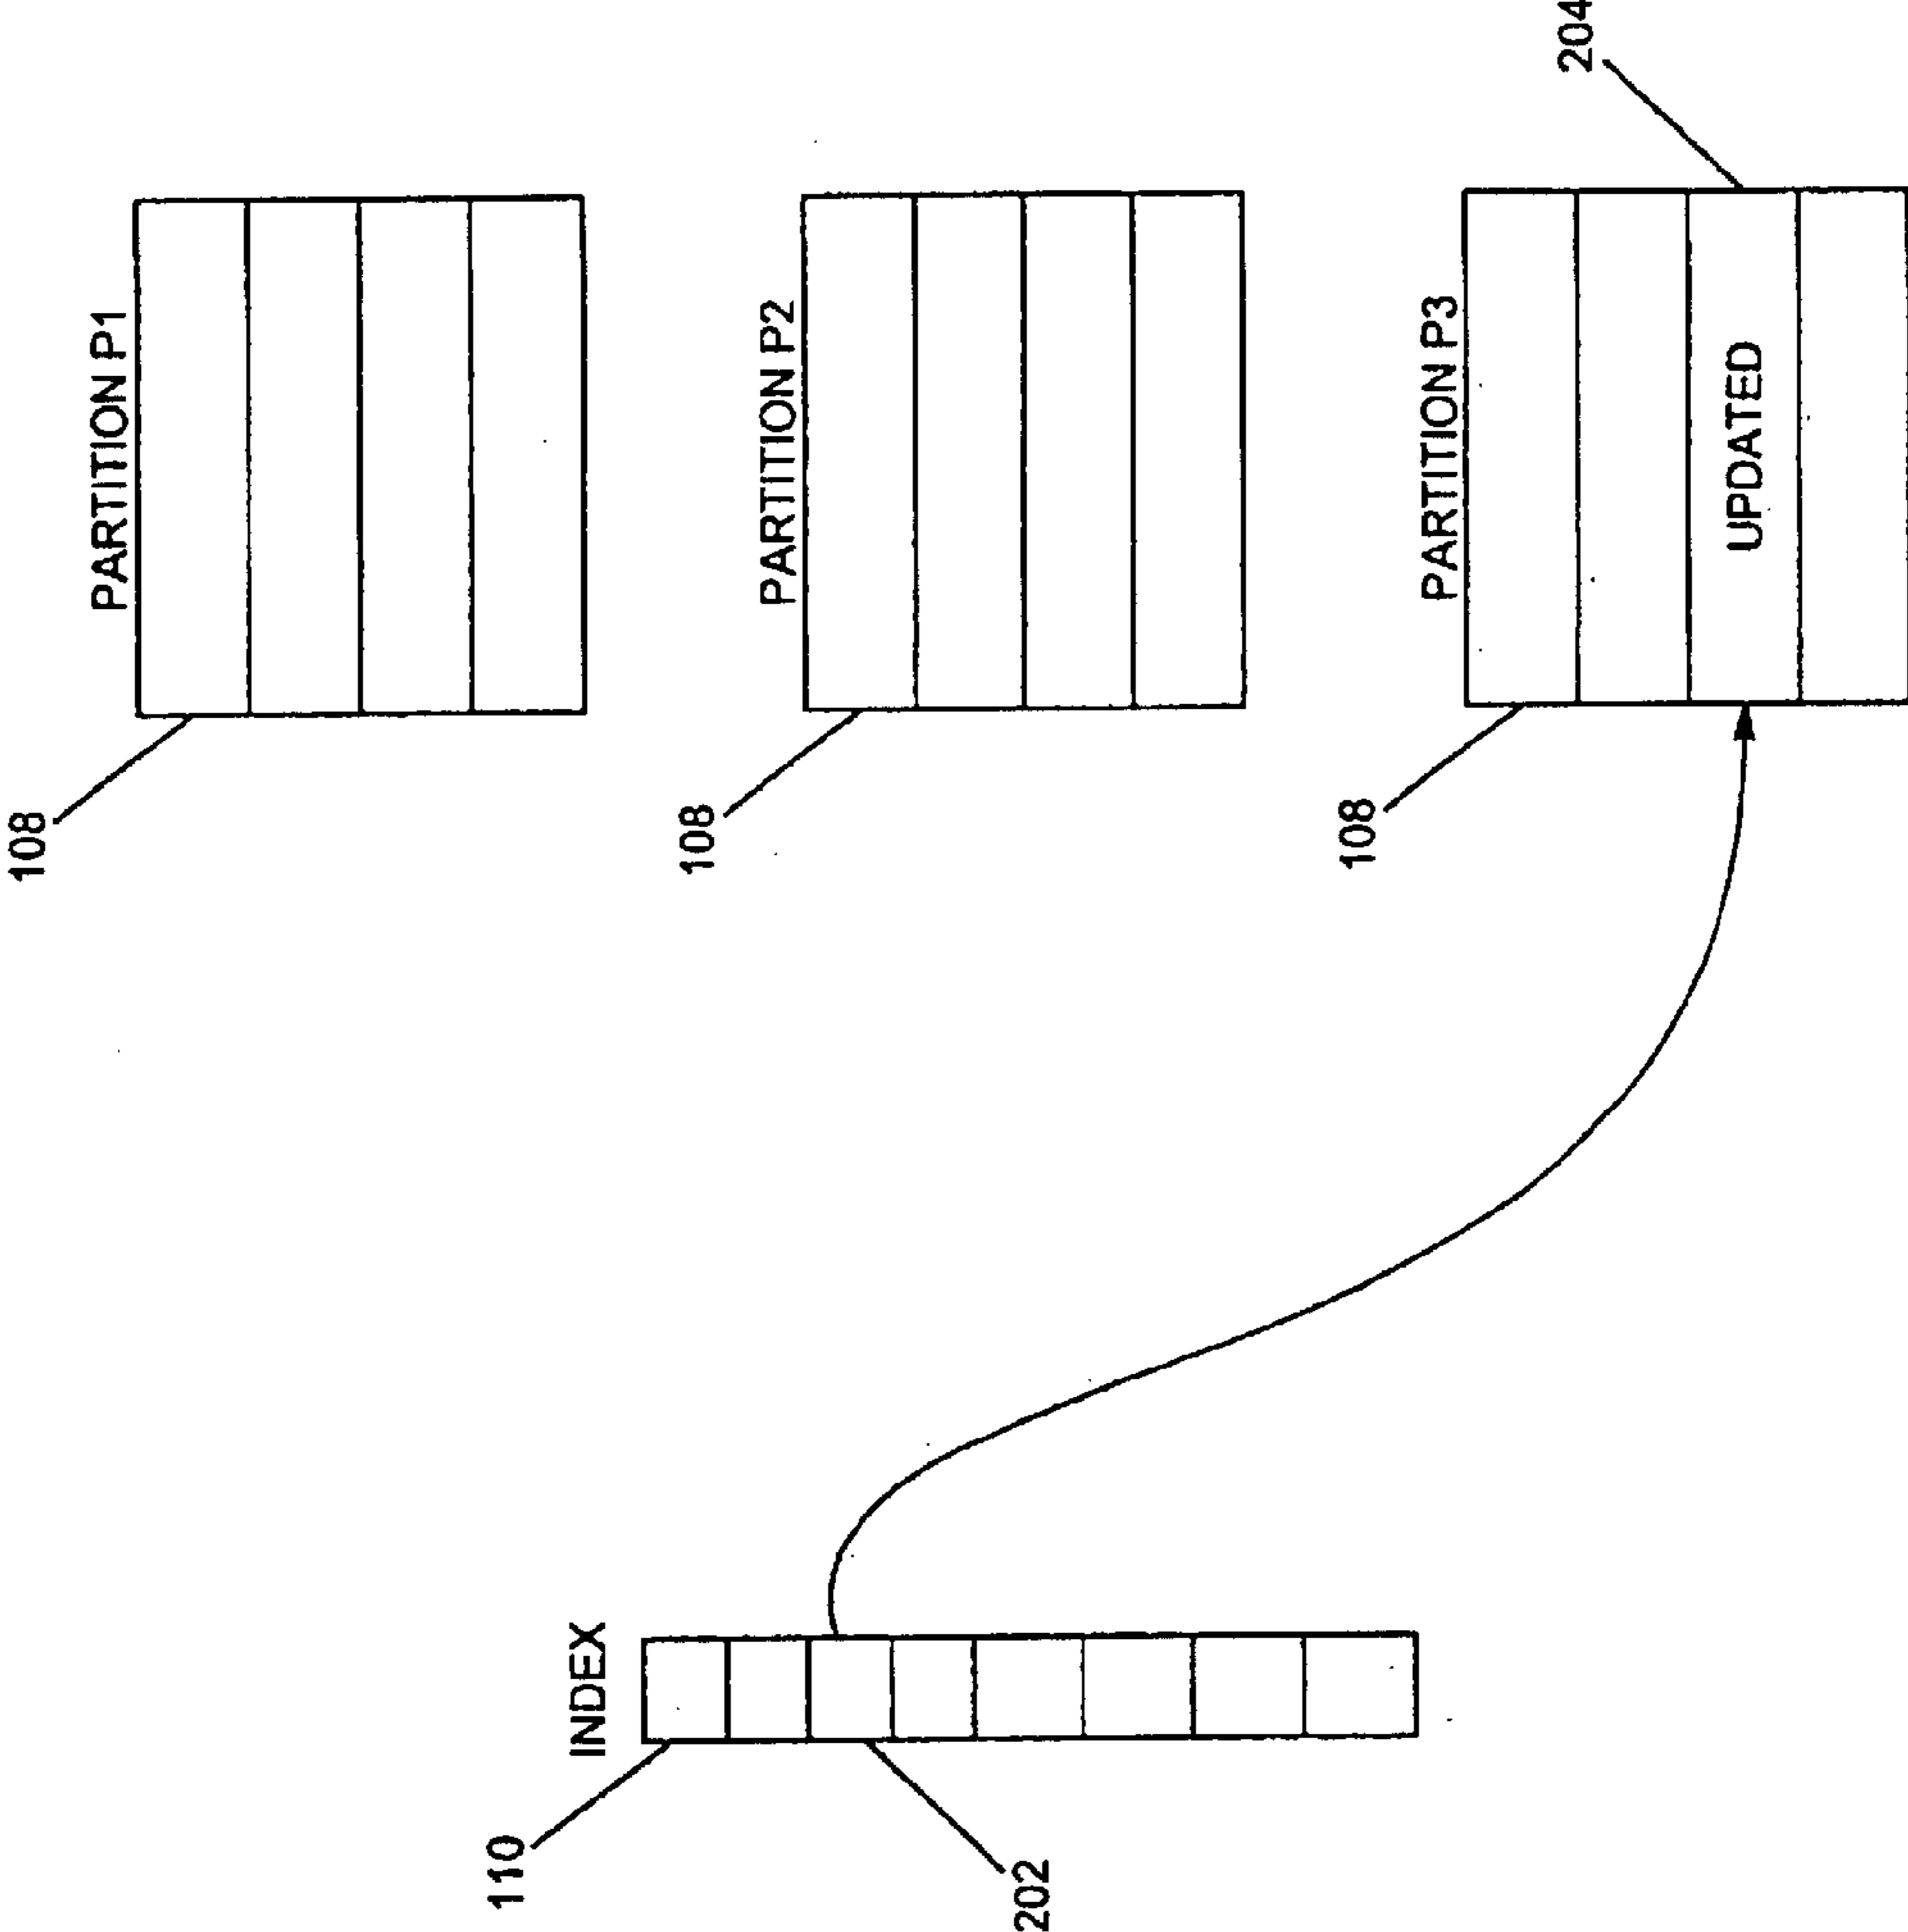 108
PARTITION P1
110
INDEX
108
PARTITION P2
202
108
PARTITION P3
204
UPDATED